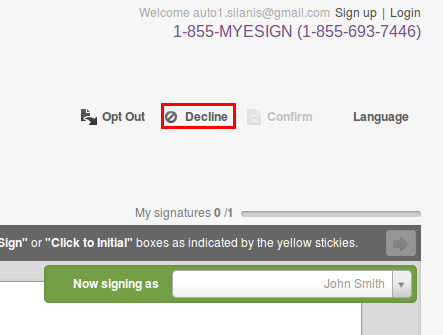 Welcome auto1.silanis@gmail.com Sign up | Login
1-855-MYESIGN (1-855-693-7446)
Opt Out Decline Confirm Language
My signatures 0 /1
Sign" or "Click to Initial" boxes as indicated by the yellow stickies.
Now signing as John Smith